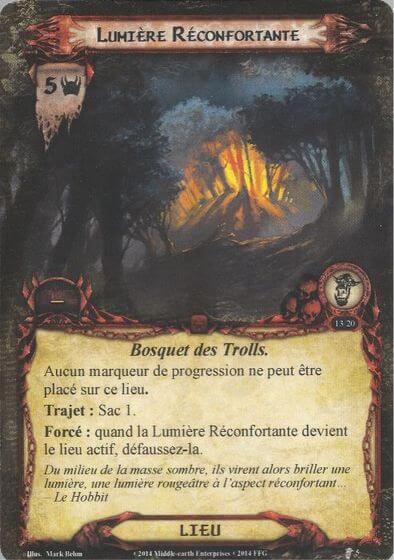 Lumière Réconfortante
5
–
13-20
Bosquet des Trolls.
Aucun marqueur de progression ne peut être
placé sur ce lieu.
Trajet : Sac 1.
Forcé : quand la Lumière Réconfortante devient
le lieu actif, défaussez-la.
Du milieu de la masse sombre, ils virent alors briller une
lumière, une lumière rougeâtre à l'aspect réconfortant…
– Le Hobbit
LIEU
Illus. Mark Behm
©2014 Middle-earth Enterprises ©2014 FFG